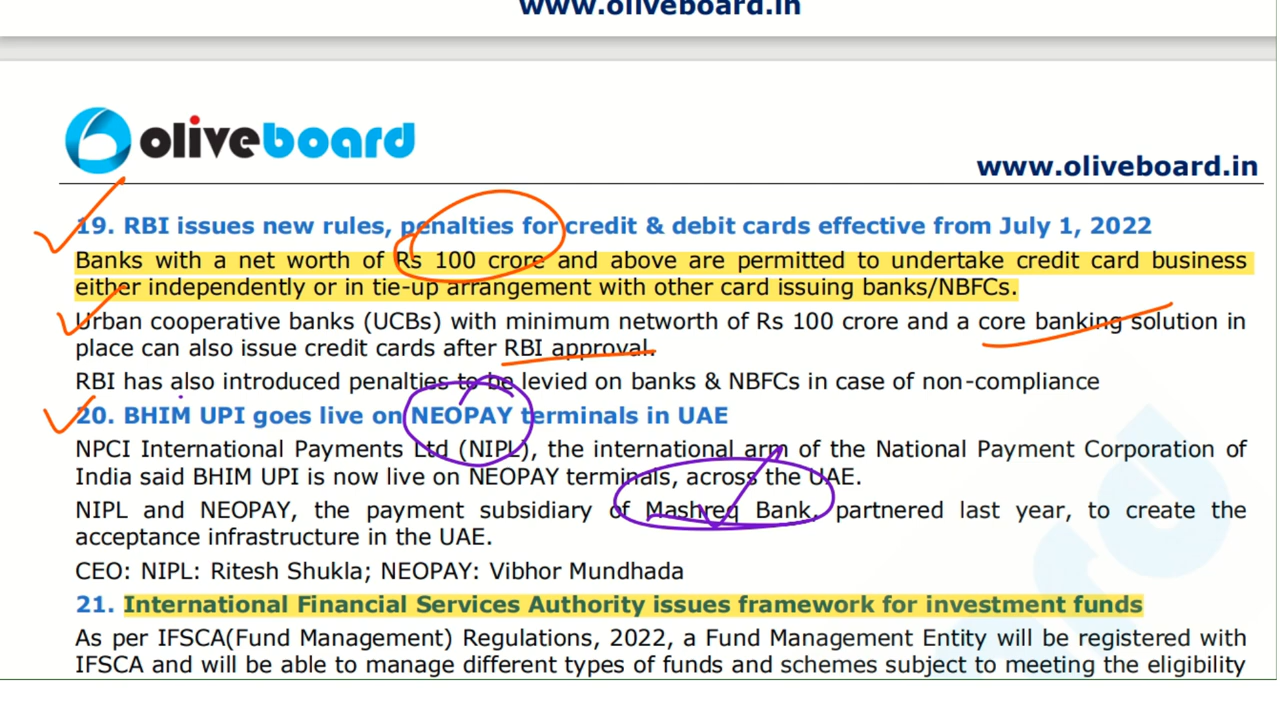 www.oliveboard.in
oliveboard
www.oliveboard.in
19. RBI issues new rules, penalties for credit & debit cards effective from July 1, 2022
Banks with a net worth of Rs 100 crore and above are permitted to undertake credit card business
either independently or in tie-up arrangement with other card issuing banks/NBFCs.
Urban cooperative banks (UCBs) with minimum networth of Rs 100 crore and a core banking solution in
place can also issue credit cards after RBI approval.
RBI has also introduced penalties to be levied on banks & NBFCs in case of non-compliance
20. BHIM UPI goes live on NEOPAY terminals in UAE
NPCI International Payments Ltd (NIPL), the international arm of the National Payment Corporation of
India said BHIM UPI is now live on NEOPAY terminals, across the UAE.
NIPL and NEOPAY, the payment subsidiary of Mashreq Bank, partnered last year, to create the
acceptance infrastructure in the UAE.
CEO: NIPL: Ritesh Shukla; NEOPAY: Vibhor Mundhada
21. International Financial Services Authority issues framework for investment funds
As per IFSCA(Fund Management) Regulations, 2022, a Fund Management Entity will be registered with
IFSCA and will be able to manage different types of funds and schemes subject to meeting the eligibility